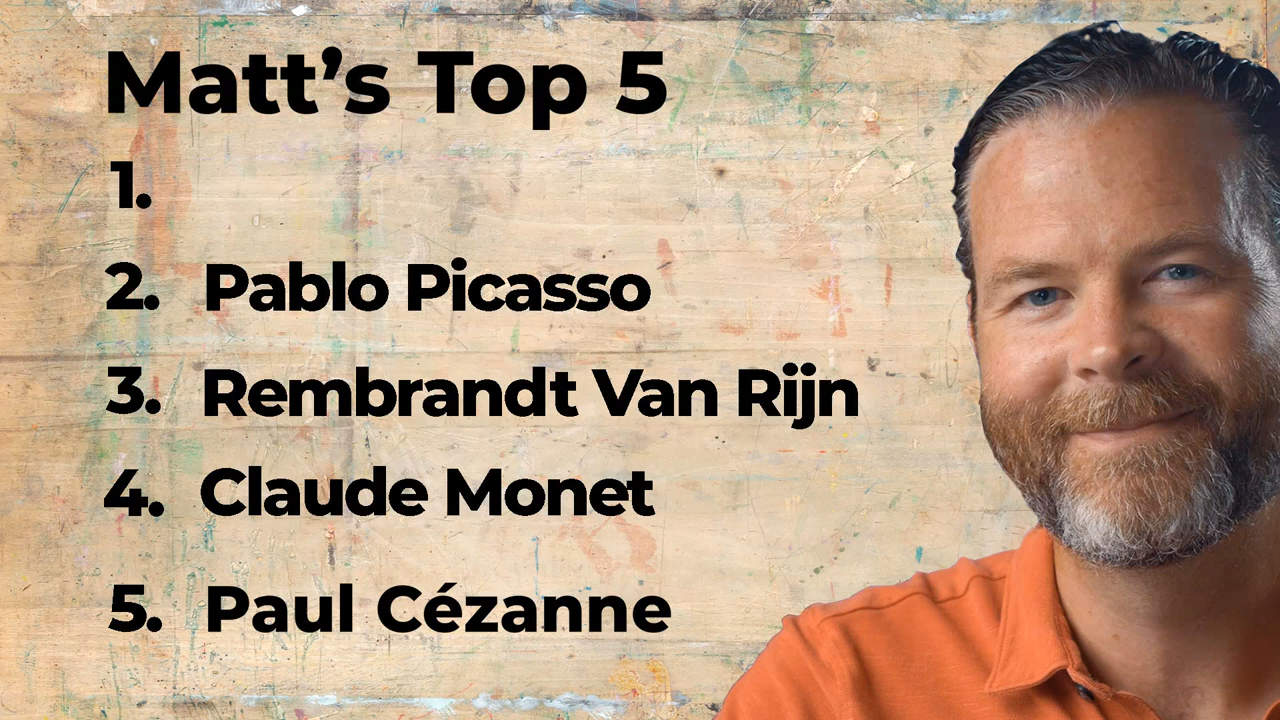 Matt’s Top 5
1.
2. Pablo Picasso
3. Rembrandt Van Rijn
4. Claude Monet
5. Paul Cézanne